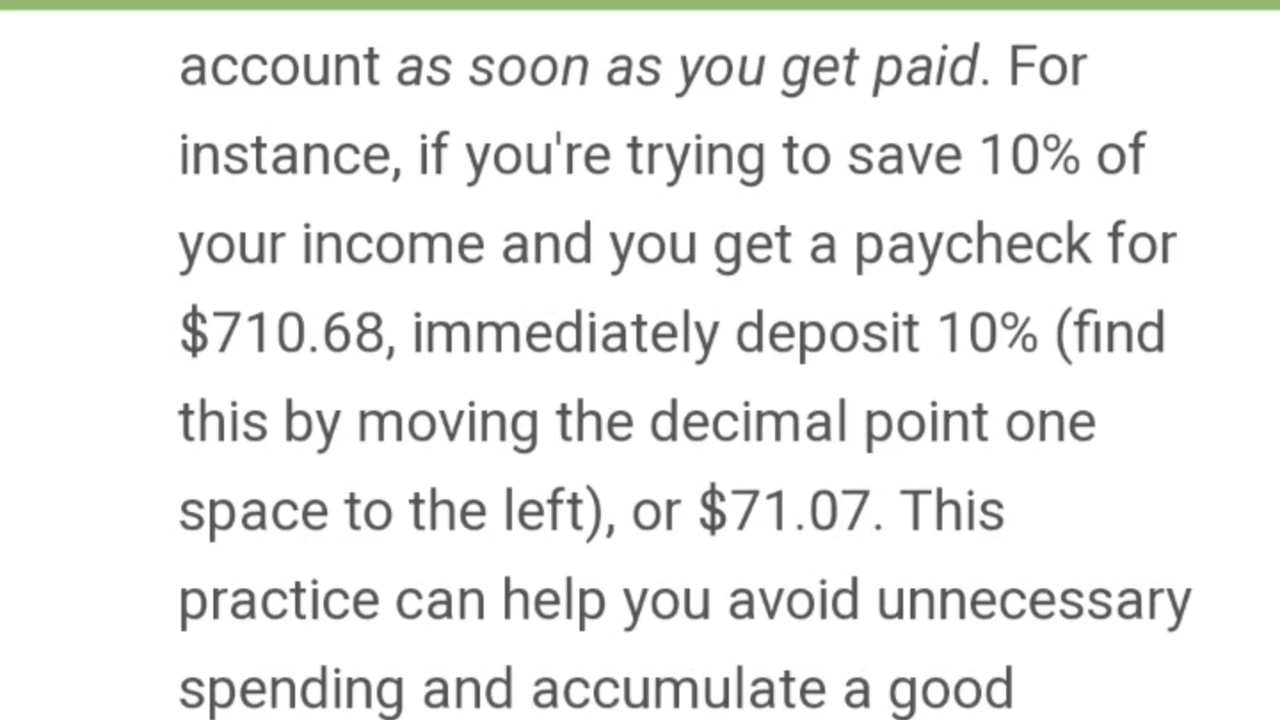 account as soon as you get paid. For
instance, if you're trying to save 10% of
your income and you get a paycheck for
$710.68, immediately deposit 10% (find
this by moving the decimal point one
space to the left), or $71.07. This
practice can help you avoid unnecessary
spending and accumulate a good